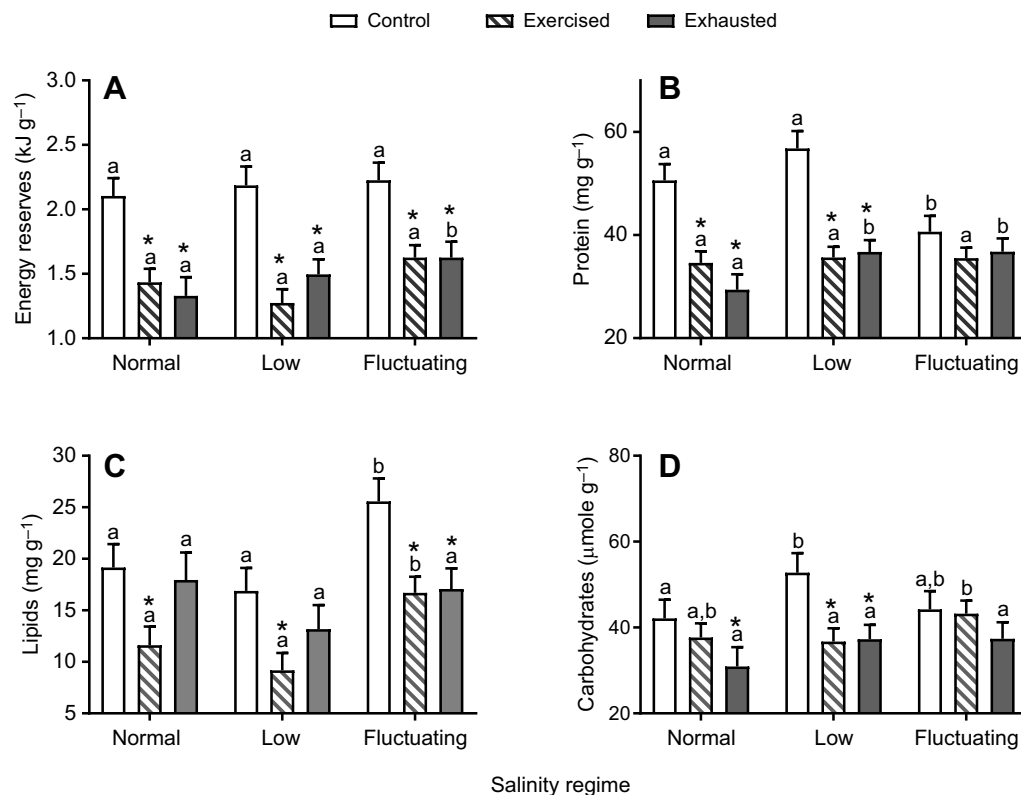 Control Exercised Exhausted
A
Energy reserves (kJ g−1)
3.0
2.5
2.0
1.5
1.0
a
*
a
*
a
a
*
a
*
a
a
*
a
*
b
Normal Low Fluctuating
B
Protein (mg g−1)
60
40
20
a
*
a
*
a
a
*
a
*
b
b
a
b
Normal Low Fluctuating
C
Lipids (mg g−1)
30
25
20
15
10
5
a
*
a
a
a
*
a
a
b
*
b
*
a
Normal Low Fluctuating
D
Carbohydrates (μmole g−1)
80
60
40
20
a
a,b
*
a
b
*
a
*
a
a,b
b
a
Normal Low Fluctuating
Salinity regime